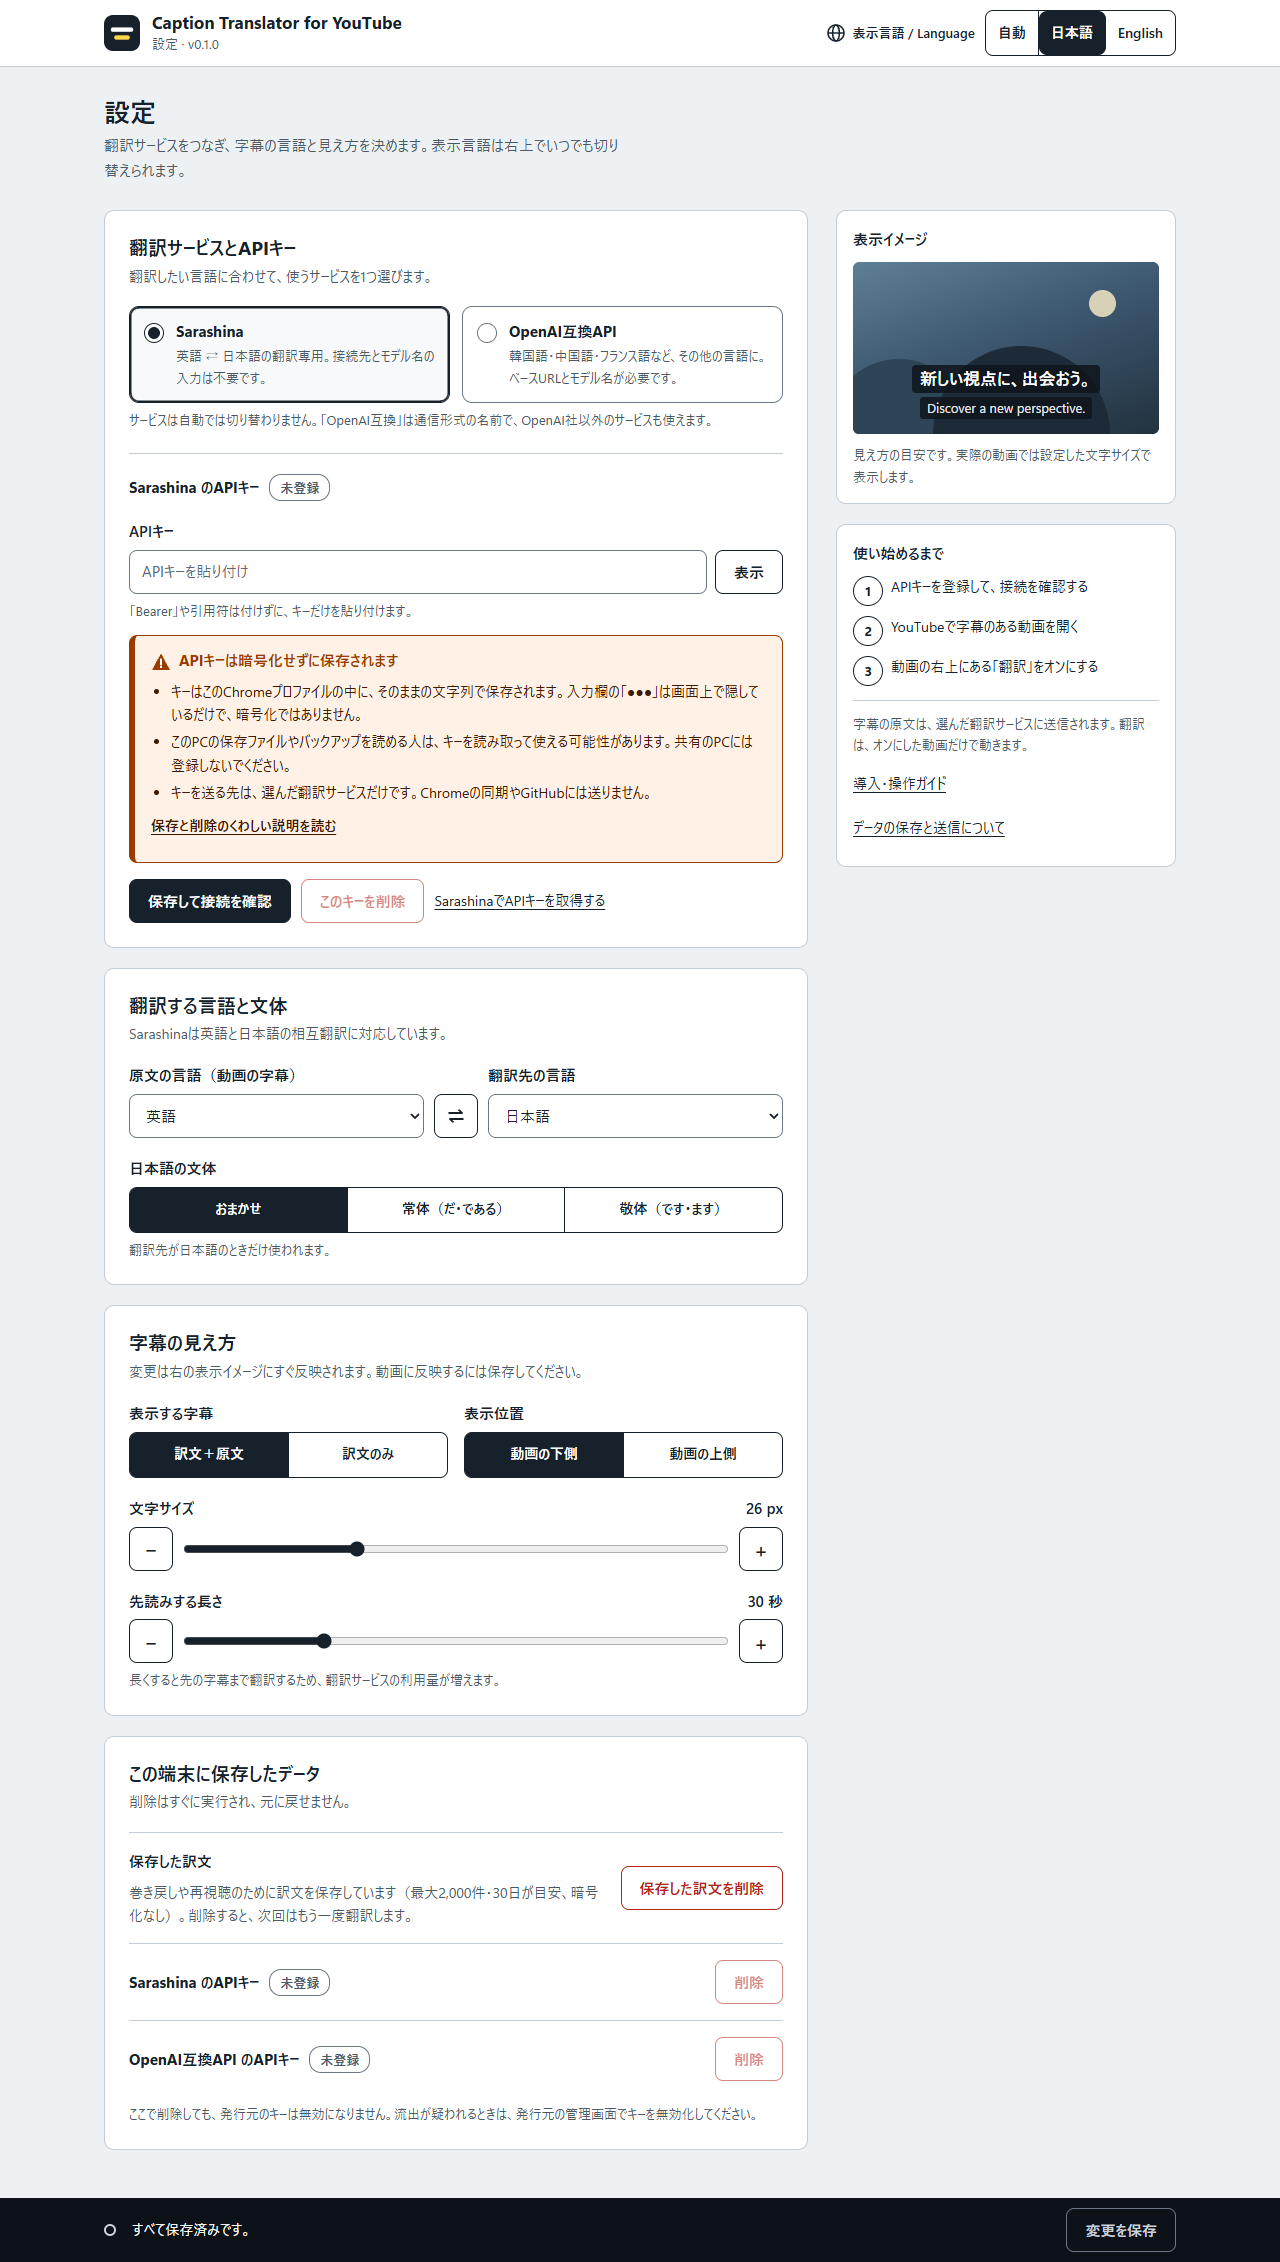 Caption Translator for YouTube
設定 · v0.1.0
表示言語 / Language
自動
日本語
English
設定
翻訳サービスをつなぎ、字幕の言語と見え方を決めます。表示言語は右上でいつでも切り
替えられます。
翻訳サービスとAPIキー
翻訳したい言語に合わせて、使うサービスを1つ選びます。
Sarashina
英語 ⇄ 日本語の翻訳専用。接続先とモデル名の
入力は不要です。
OpenAI互換API
韓国語・中国語・フランス語など、その他の言語に。
ベースURLとモデル名が必要です。
サービスは自動では切り替わりません。「OpenAI互換」は通信形式の名前で、OpenAI社以外のサービスも使えます。
Sarashina のAPIキー
未登録
APIキー
APIキーを貼り付け
表示
「Bearer」や引用符は付けずに、キーだけを貼り付けます。
APIキーは暗号化せずに保存されます
• キーはこのChromeプロファイルの中に、そのままの文字列で保存されます。入力欄の「●●●」は画面上で隠して
いるだけで、暗号化ではありません。
• このPCの保存ファイルやバックアップを読める人は、キーを読み取って使える可能性があります。共有のPCには
登録しないでください。
• キーを送る先は、選んだ翻訳サービスだけです。Chromeの同期やGitHubには送りません。
保存と削除のくわしい説明を読む
保存して接続を確認
このキーを削除
SarashinaでAPIキーを取得する
表示イメージ
新しい視点に、出会おう。
Discover a new perspective.
見え方の目安です。実際の動画では設定した文字サイズで
表示します。
使い始めるまで
1 APIキーを登録して、接続を確認する
2 YouTubeで字幕のある動画を開く
3 動画の右上にある「翻訳」をオンにする
字幕の原文は、選んだ翻訳サービスに送信されます。翻訳
は、オンにした動画だけで動きます。
導入・操作ガイド
データの保存と送信について
翻訳する言語と文体
Sarashinaは英語と日本語の相互翻訳に対応しています。
原文の言語（動画の字幕）
翻訳先の言語
英語
⇄
日本語
日本語の文体
おまかせ
常体（だ・である）
敬体（です・ます）
翻訳先が日本語のときだけ使われます。
字幕の見え方
変更は右の表示イメージにすぐ反映されます。動画に反映するには保存してください。
表示する字幕
表示位置
訳文＋原文
訳文のみ
動画の下側
動画の上側
文字サイズ
26 px
−
+
先読みする長さ
30 秒
−
+
長くすると先の字幕まで翻訳するため、翻訳サービスの利用量が増えます。
この端末に保存したデータ
削除はすぐに実行され、元に戻せません。
保存した訳文
巻き戻しや再視聴のために訳文を保存しています（最大2,000件・30日が目安、暗号
化なし）。削除すると、次回はもう一度翻訳します。
保存した訳文を削除
Sarashina のAPIキー
未登録
削除
OpenAI互換API のAPIキー
未登録
削除
ここで削除しても、発行元のキーは無効になりません。流出が疑われるときは、発行元の管理画面でキーを無効化してください。
すべて保存済みです。
変更を保存